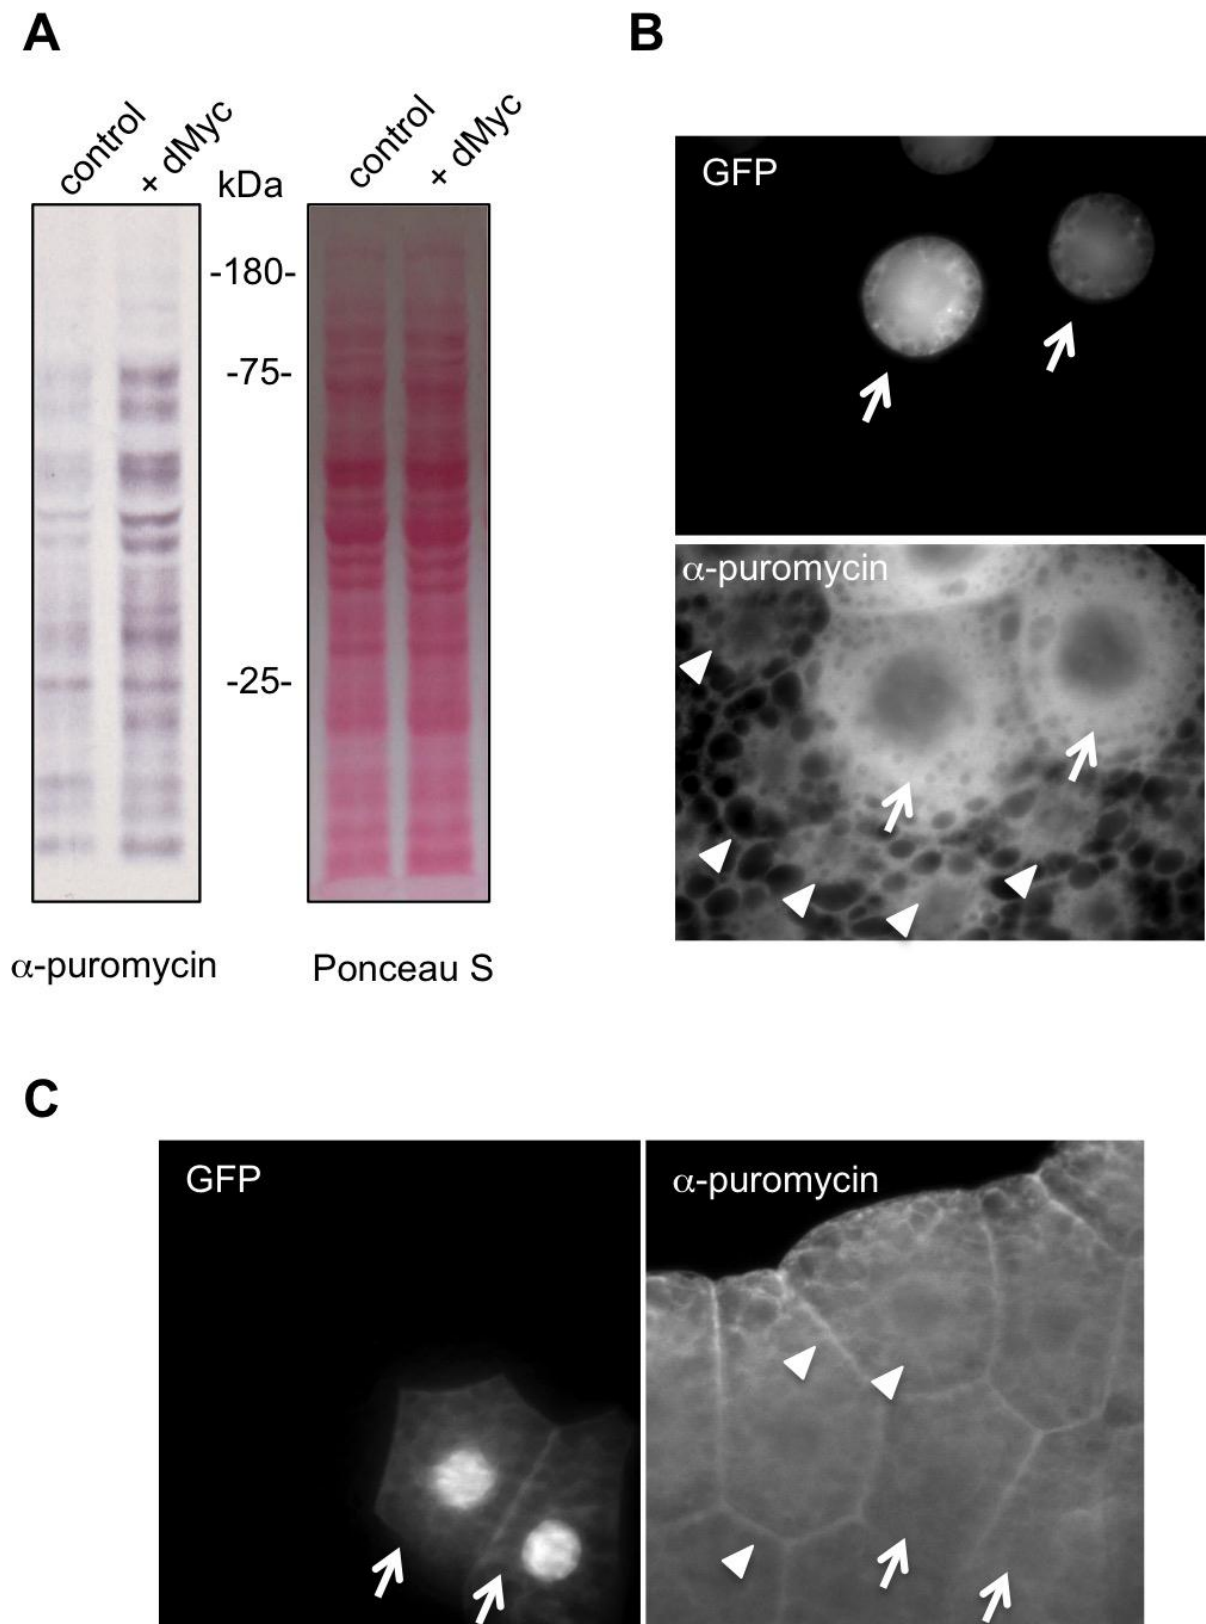 A
control
+ dMyc
kDa
control
+ dMyc
-180-
-75-
-25-
α-puromycin
Ponceau S
B
GFP
α-puromycin
C
GFP
α-puromycin